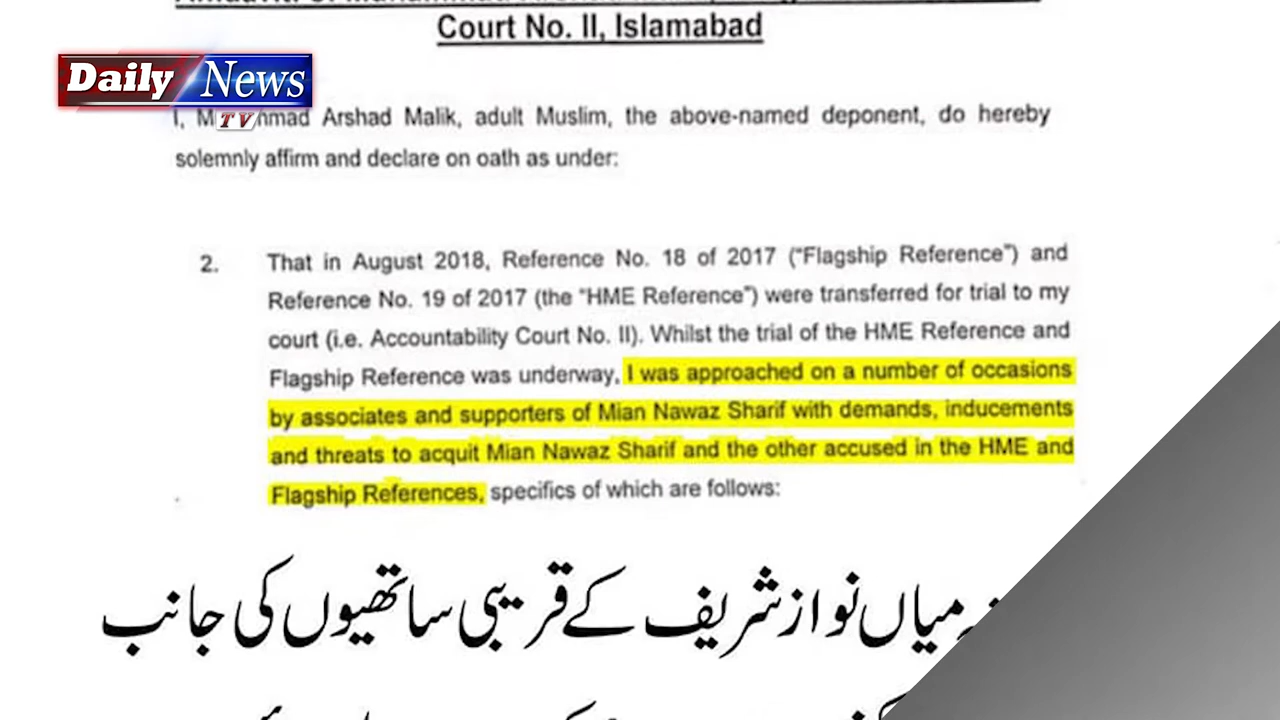 Court No. II, Islamabad
Daily News
TV
I, M hmad Arshad Malik, adult Muslim, the above-named deponent, do hereby
solemnly affirm and declare on oath as under:
2. That in August 2018, Reference No. 18 of 2017 (“Flagship Reference”) and
Reference No. 19 of 2017 (the “HME Reference”) were transferred for trial to my
court (i.e. Accountability Court No. II). Whilst the trial of the HME Reference and
Flagship Reference was underway, I was approached on a number of occasions
by associates and supporters of Mian Nawaz Sharif with demands, inducements
and threats to acquit Mian Nawaz Sharif and the other accused in the HME and
Flagship References, specifics of which are follows:
میاں نواز شریف کے قریبی ساتھیوں کی جانب